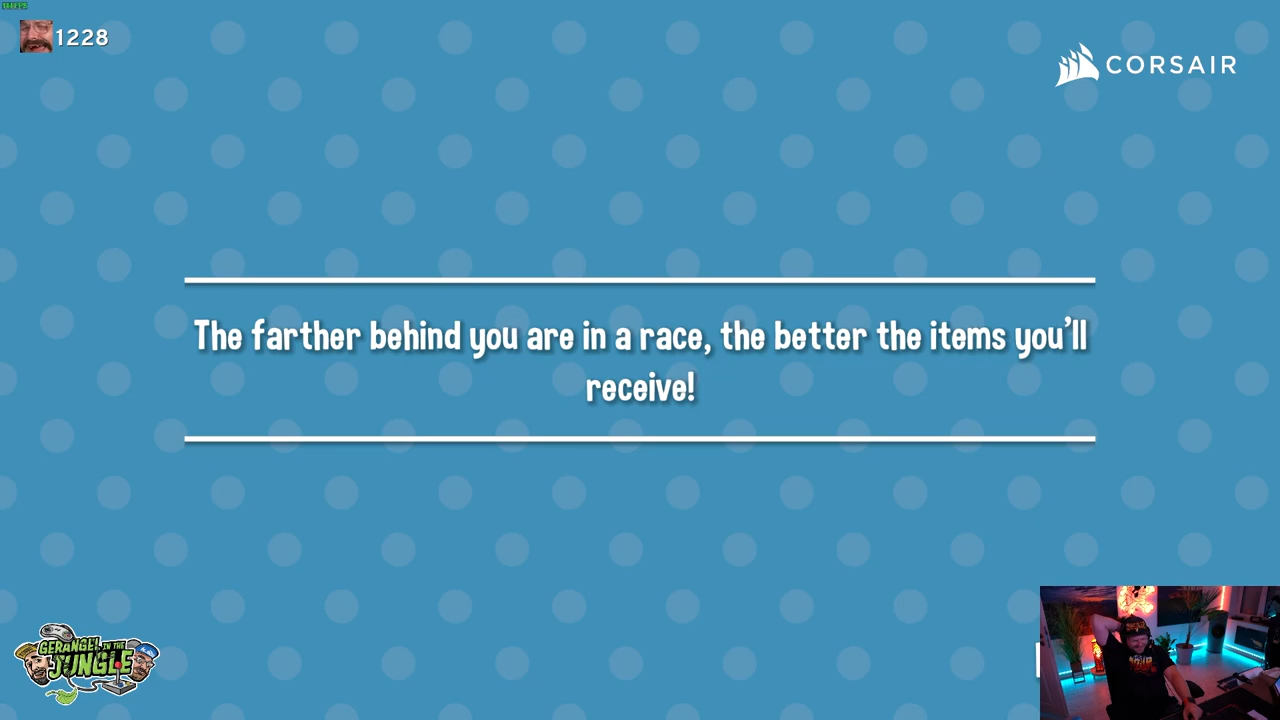 1228
CORSAIR
The farther behind you are in a race, the better the items you'll
receive!
GERANGEL IN THE
JUNGLE